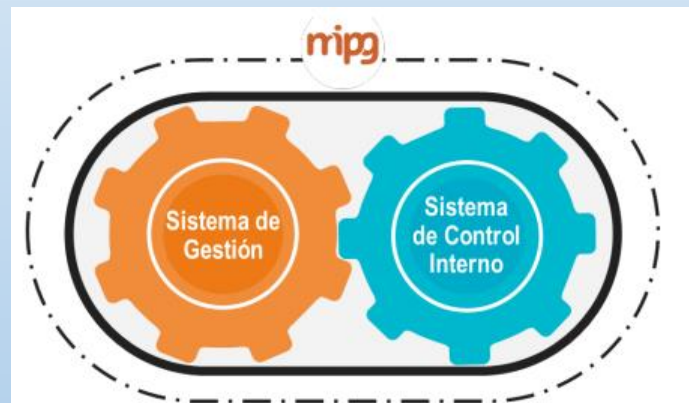 mipg
Sistema de
Gestión
Sistema
de Control
Interno